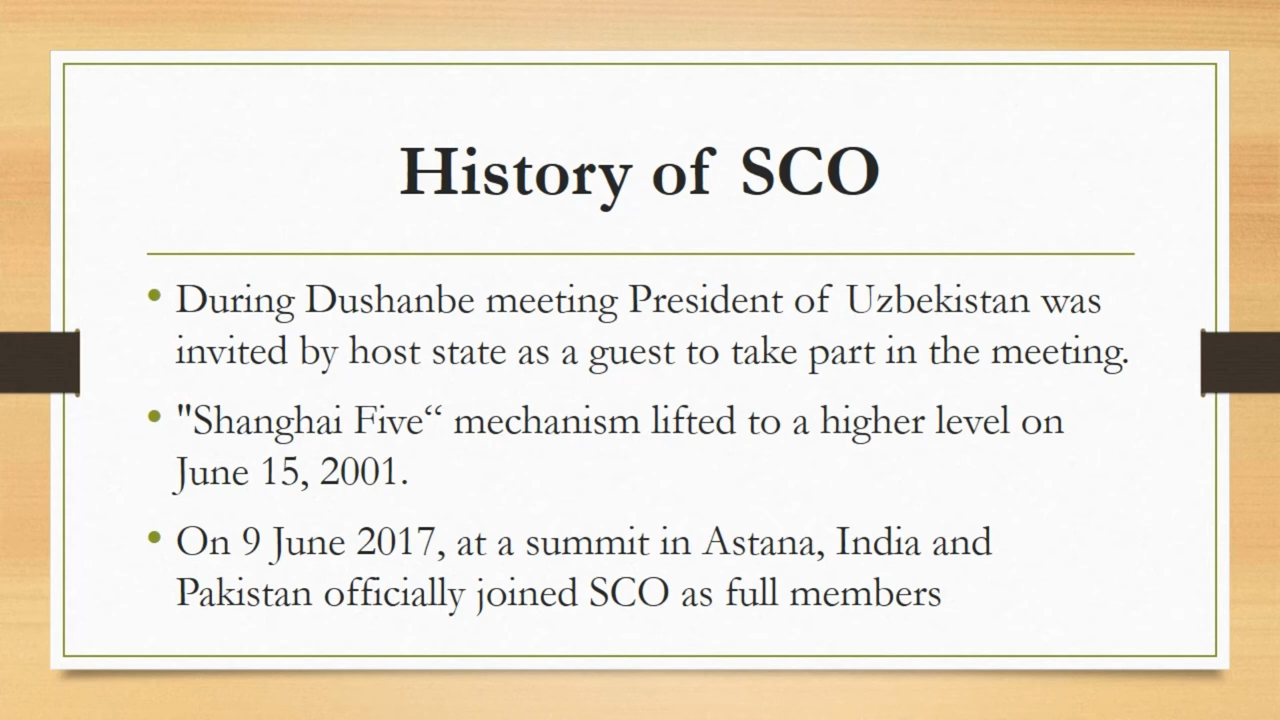 History of SCO
• During Dushanbe meeting President of Uzbekistan was
invited by host state as a guest to take part in the meeting.
• "Shanghai Five“ mechanism lifted to a higher level on
June 15, 2001.
• On 9 June 2017, at a summit in Astana, India and
Pakistan officially joined SCO as full members